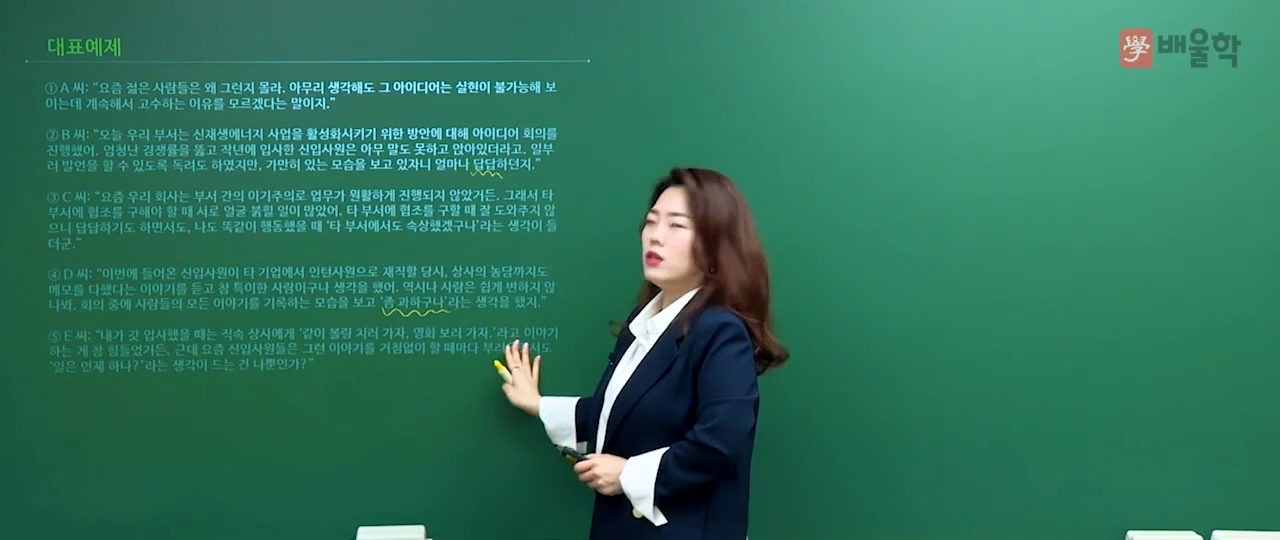 대표예제
學 배울학
① A 씨: “요즘 젊은 사람들은 왜 그런지 몰라. 아무리 생각해도 그 아이디어는 실현이 불가능해 보
이는데 계속해서 고수하는 이유를 모르겠다는 말이지.”
② B 씨: “오늘 우리 부서는 신재생에너지 사업을 활성화시키기 위한 방안에 대해 아이디어 회의를
진행했어. 엄청난 경쟁률을 뚫고 작년에 입사한 신입사원은 아무 말도 못하고 앉아있더라고. 일부
러 발언을 할 수 있도록 독려도 하였지만, 가만히 있는 모습을 보고 있자니 얼마나 답답하던지.”
③ C 씨: “요즘 우리 회사는 부서 간의 이기주의로 업무가 원활하게 진행되지 않았거든. 그래서 타
부서에 협조를 구해야 할 때 서로 얼굴 붉힐 일이 많았어. 타 부서에 협조를 구할 때 잘 도와주지 않
으니 답답하기도 하면서도, 나도 똑같이 행동했을 때 ‘타 부서에서도 속상했겠구나’라는 생각이 들
더군.”
④ D 씨: “이번에 들어온 신입사원이 타 기업에서 인턴사원으로 재직할 당시, 상사의 농담까지도
메모를 다했다는 이야기를 듣고 참 특이한 사람이구나 생각을 했어. 역시나 사람은 쉽게 변하지 않
나봐. 회의 중에 사람들의 모든 이야기를 기록하는 모습을 보고 ‘좀 과하구나’라는 생각을 했지.”
⑤ E 씨: “내가 갓 입사했을 때는 직속 상사에게 ‘같이 볼링 치러 가자, 영화 보러 가자.’라고 이야기
하는 게 참 힘들었거든. 근데 요즘 신입사원들은 그런 이야기를 거침없이 할 때마다 부러 서도
‘일은 언제 하나?’라는 생각이 드는 건 나뿐인가?”